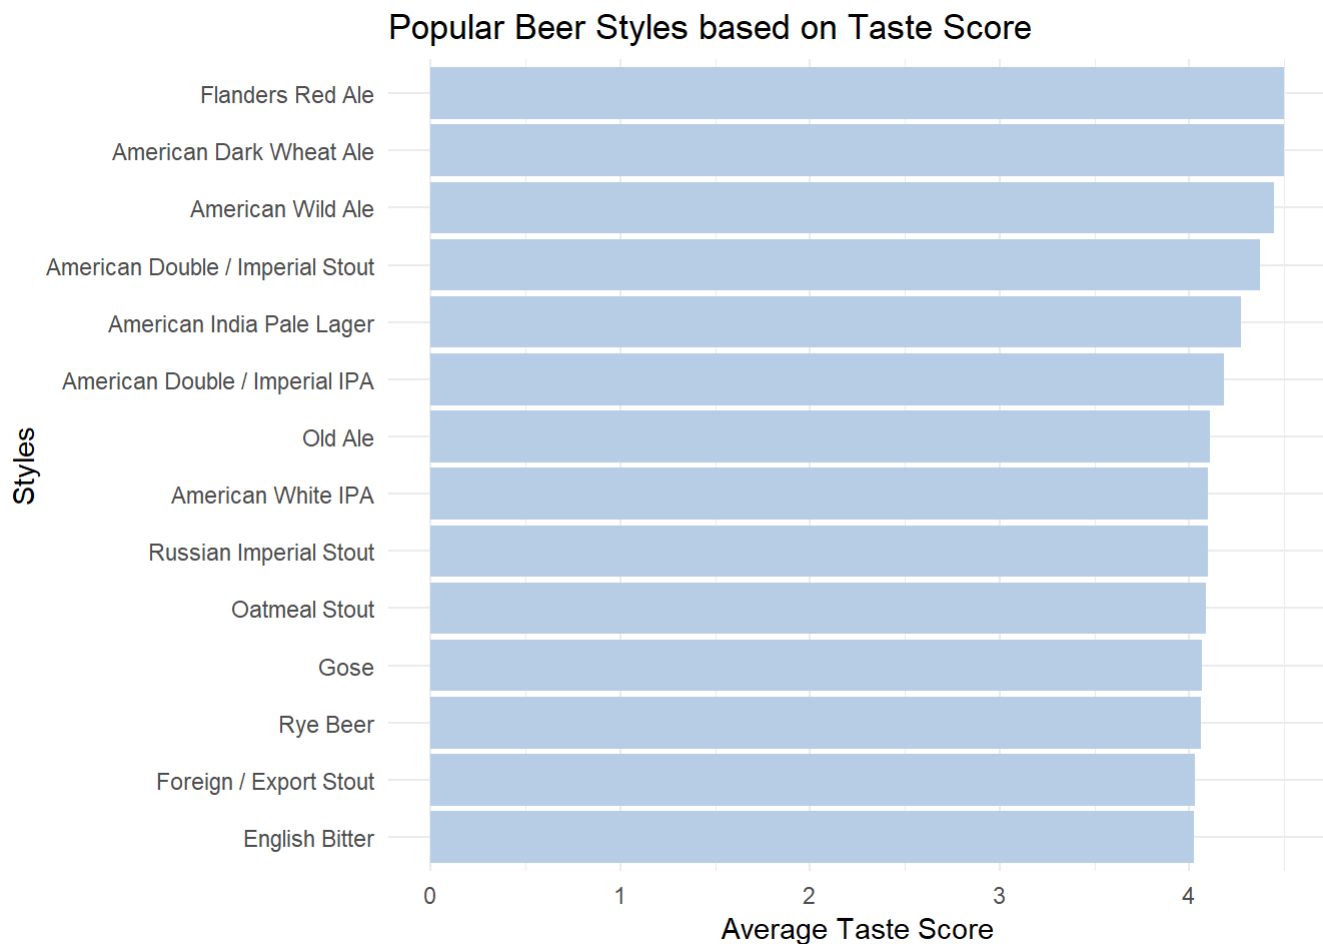 Popular Beer Styles based on Taste Score
Styles
Flanders Red Ale
American Dark Wheat Ale
American Wild Ale
American Double / Imperial Stout
American India Pale Lager
American Double / Imperial IPA
Old Ale
American White IPA
Russian Imperial Stout
Oatmeal Stout
Gose
Rye Beer
Foreign / Export Stout
English Bitter
0 1 2 3 4
Average Taste Score